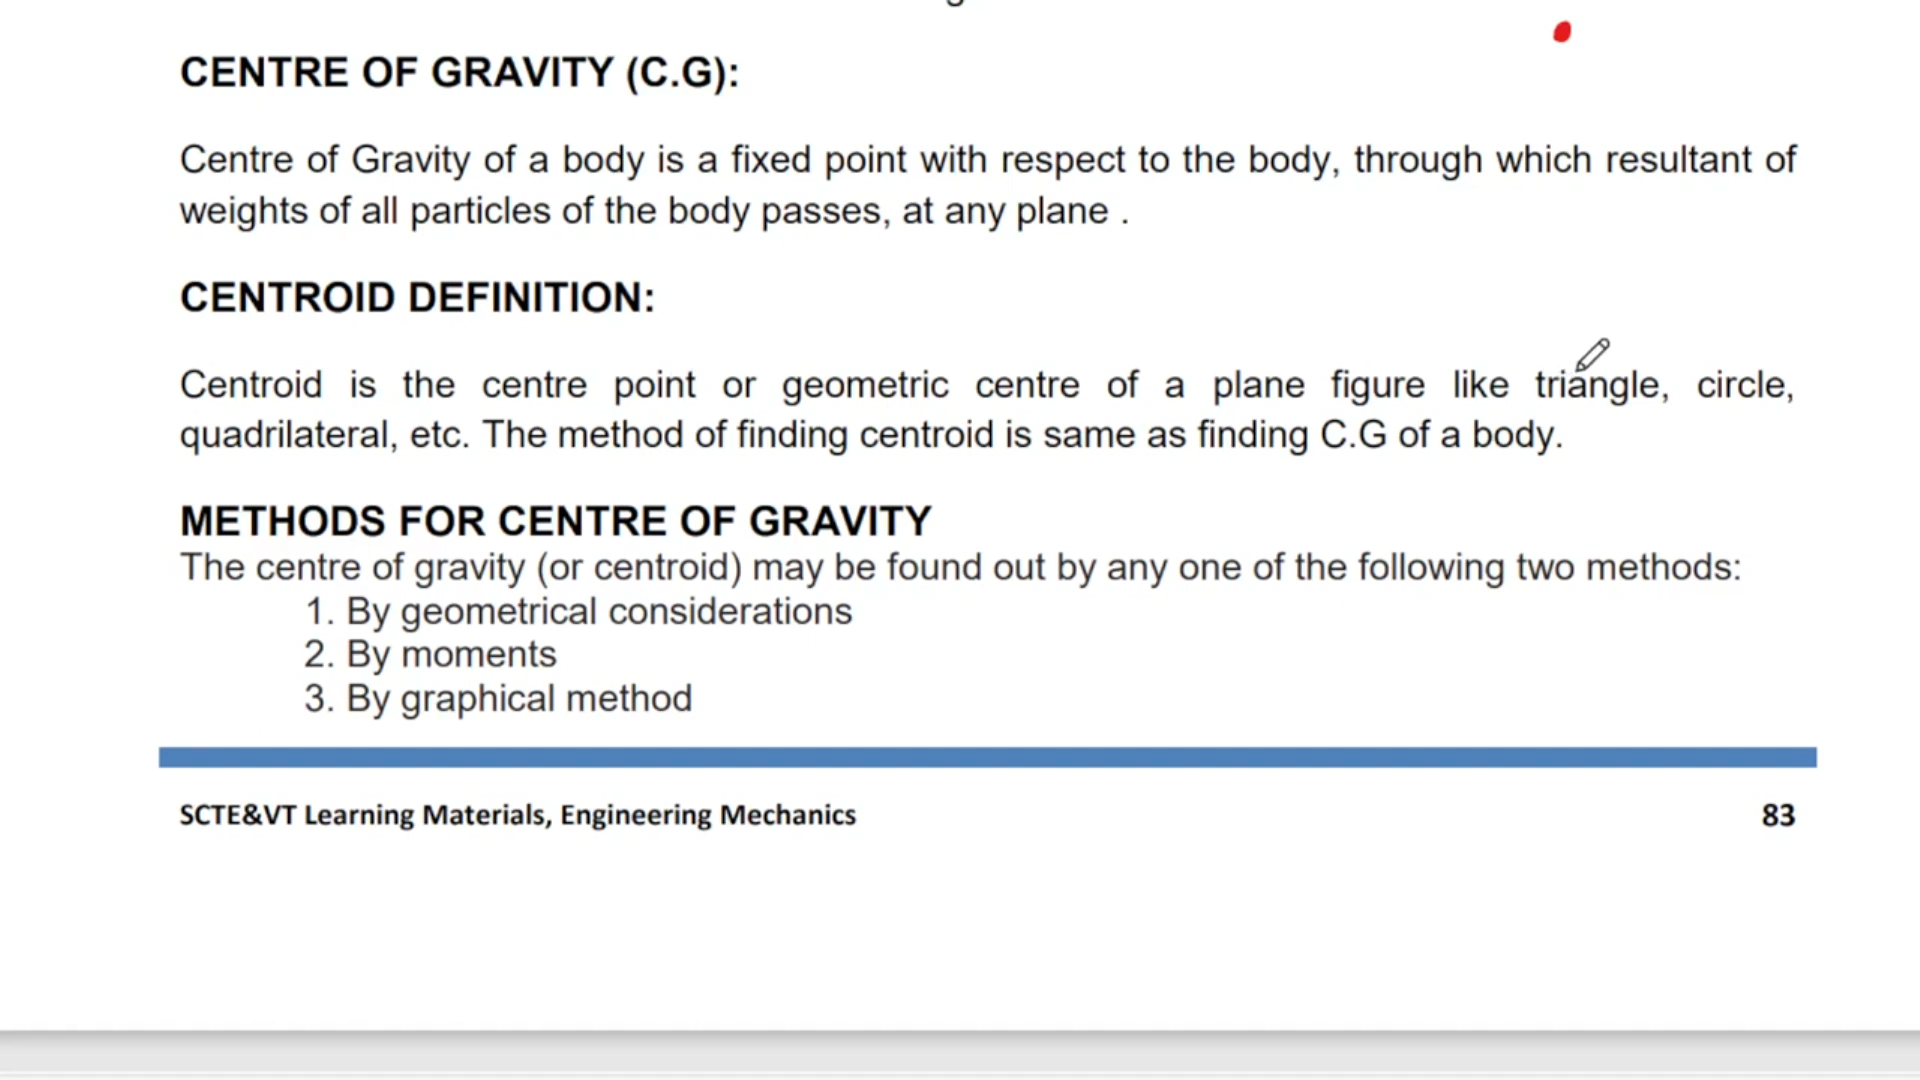 CENTRE OF GRAVITY (C.G):
Centre of Gravity of a body is a fixed point with respect to the body, through which resultant of
weights of all particles of the body passes, at any plane .
CENTROID DEFINITION:
Centroid is the centre point or geometric centre of a plane figure like triangle, circle,
quadrilateral, etc. The method of finding centroid is same as finding C.G of a body.
METHODS FOR CENTRE OF GRAVITY
The centre of gravity (or centroid) may be found out by any one of the following two methods:
1. By geometrical considerations
2. By moments
3. By graphical method
SCTE&VT Learning Materials, Engineering Mechanics 83